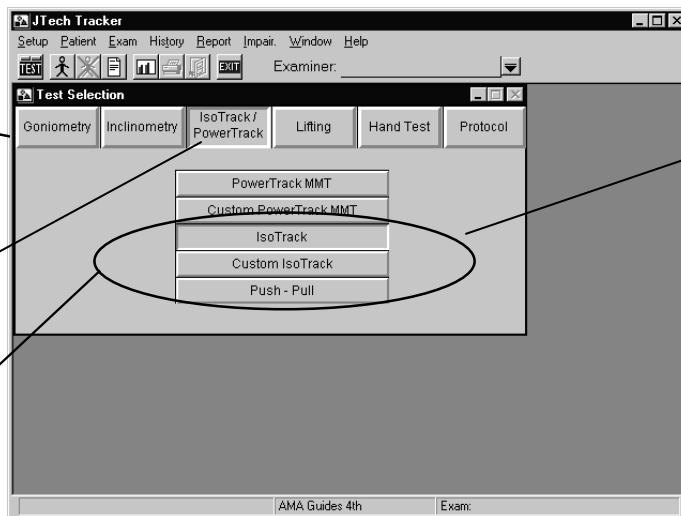 JTech Tracker
Setup Patient Exam History Report Impair. Window Help
TEST EXIT Examiner:
Test Selection
Goniometry Inclinometry IsoTrack / PowerTrack Lifting Hand Test Protocol
PowerTrack MMT
Custom PowerTrack MMT
IsoTrack
Custom IsoTrack
Push - Pull
AMA Guides 4th Exam: